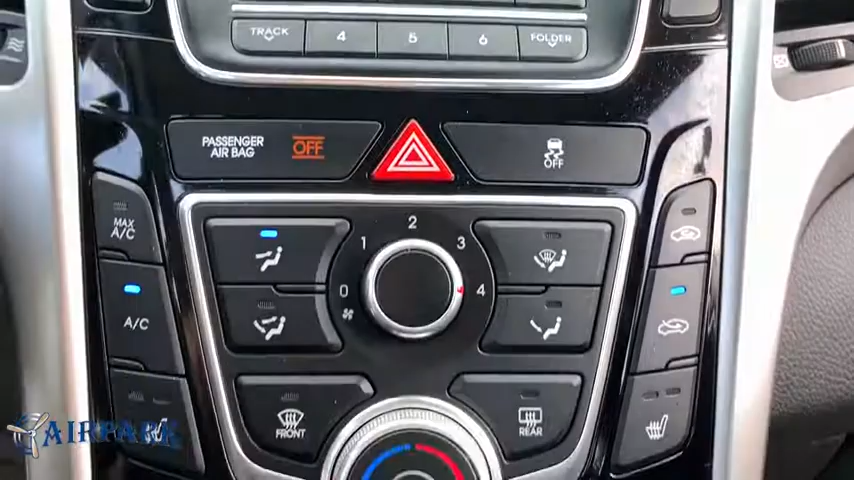 TRACK 4 5 6 FOLDER
PASSENGER
AIR BAG
OFF
OFF
MAX
A/C
2
1 3
0 4
A/C
FRONT
REAR
AIRPARK